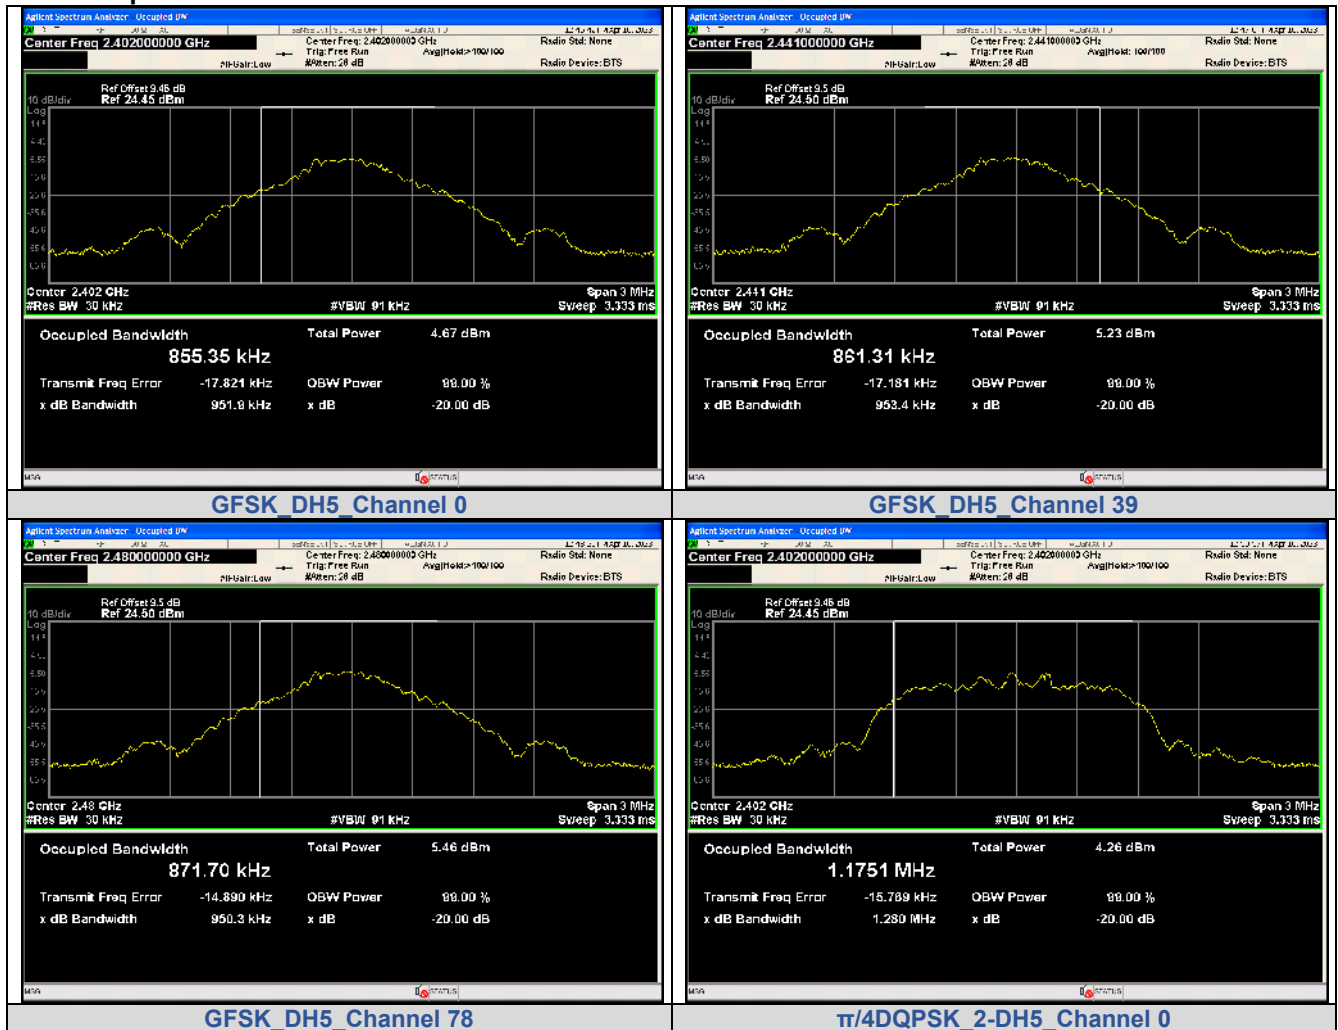 Agilent Spectrum Analyzer Occupied BW
Center Freq 2.402000000 GHz
Center Freq: 2.402000000 GHz
Trig: Free Run
Avg|Hold:>100/100
#IFGain:Low
#Atten: 26 dB
Radio Std: None
Radio Device: BTS
Ref Offset 9.45 dB
10 dB/div
Ref 24.45 dBm
Log
Center 2.402 GHz
Span 3 MHz
#Res BW 30 kHz
#VBW 91 kHz
Sweep 3.333 ms
Occupied Bandwidth
Total Power 4.67 dBm
855.35 kHz
Transmit Freq Error -17.821 kHz OBW Power 99.00 %
x dB Bandwidth 951.9 kHz x dB -20.00 dB
MSG
STATUS
GFSK_DH5_Channel 0
Agilent Spectrum Analyzer Occupied BW
Center Freq 2.441000000 GHz
Center Freq: 2.441000000 GHz
Trig: Free Run
Avg|Hold: 100/100
#IFGain:Low
#Atten: 26 dB
Radio Std: None
Radio Device: BTS
Ref Offset 9.5 dB
10 dB/div
Ref 24.50 dBm
Log
Center 2.441 GHz
Span 3 MHz
#Res BW 30 kHz
#VBW 91 kHz
Sweep 3.333 ms
Occupied Bandwidth
Total Power 5.23 dBm
861.31 kHz
Transmit Freq Error -17.181 kHz OBW Power 99.00 %
x dB Bandwidth 953.4 kHz x dB -20.00 dB
MSG
STATUS
GFSK_DH5_Channel 39
Agilent Spectrum Analyzer Occupied BW
Center Freq 2.480000000 GHz
Center Freq: 2.480000000 GHz
Trig: Free Run
Avg|Hold:>100/100
#IFGain:Low
#Atten: 26 dB
Radio Std: None
Radio Device: BTS
Ref Offset 9.5 dB
10 dB/div
Ref 24.50 dBm
Log
Center 2.48 GHz
Span 3 MHz
#Res BW 30 kHz
#VBW 91 kHz
Sweep 3.333 ms
Occupied Bandwidth
Total Power 5.46 dBm
871.70 kHz
Transmit Freq Error -14.890 kHz OBW Power 99.00 %
x dB Bandwidth 950.3 kHz x dB -20.00 dB
MSG
STATUS
GFSK_DH5_Channel 78
Agilent Spectrum Analyzer Occupied BW
Center Freq 2.402000000 GHz
Center Freq: 2.402000000 GHz
Trig: Free Run
Avg|Hold:>100/100
#IFGain:Low
#Atten: 26 dB
Radio Std: None
Radio Device: BTS
Ref Offset 9.45 dB
10 dB/div
Ref 24.45 dBm
Log
Center 2.402 GHz
Span 3 MHz
#Res BW 30 kHz
#VBW 91 kHz
Sweep 3.333 ms
Occupied Bandwidth
Total Power 4.26 dBm
1.1751 MHz
Transmit Freq Error -15.769 kHz OBW Power 99.00 %
x dB Bandwidth 1.280 MHz x dB -20.00 dB
MSG
STATUS
π/4DQPSK_2-DH5_Channel 0